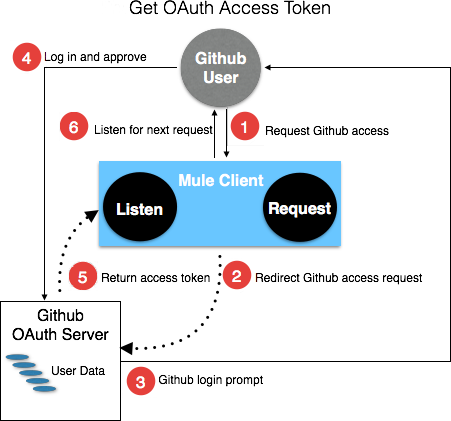 Get OAuth Access Token
4 Log in and approve
Github
User
6 Listen for next request
1 Request Github access
Mule Client
Listen
Request
5 Return access token
2 Redirect Github access request
Github
OAuth Server
User Data
3 Github login prompt